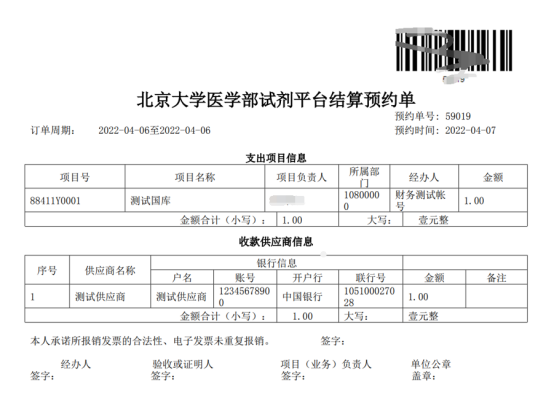 北京大学医学部试剂平台结算预约单
预约单号: 59019
订单周期: 2022-04-06至2022-04-06 预约时间: 2022-04-07
支出项目信息
项目号 项目名称 项目负责人 所属部门 经办人 金额
88411Y0001 测试国库 10800000 财务测试帐号 1.00
金额合计（小写）: 1.00 大写: 壹元整
收款供应商信息
序号 供应商名称 银行信息 金额 备注
户名 账号 开户行 联行号
1 测试供应商 测试供应商 12345678900 中国银行 105100027028 1.00
金额合计（小写）: 1.00 大写: 壹元整
本人承诺所报销发票的合法性、电子发票未重复报销。 签字:
经办人 验收或证明人 项目（业务）负责人 单位公章
签字: 签字: 签字: 盖章: